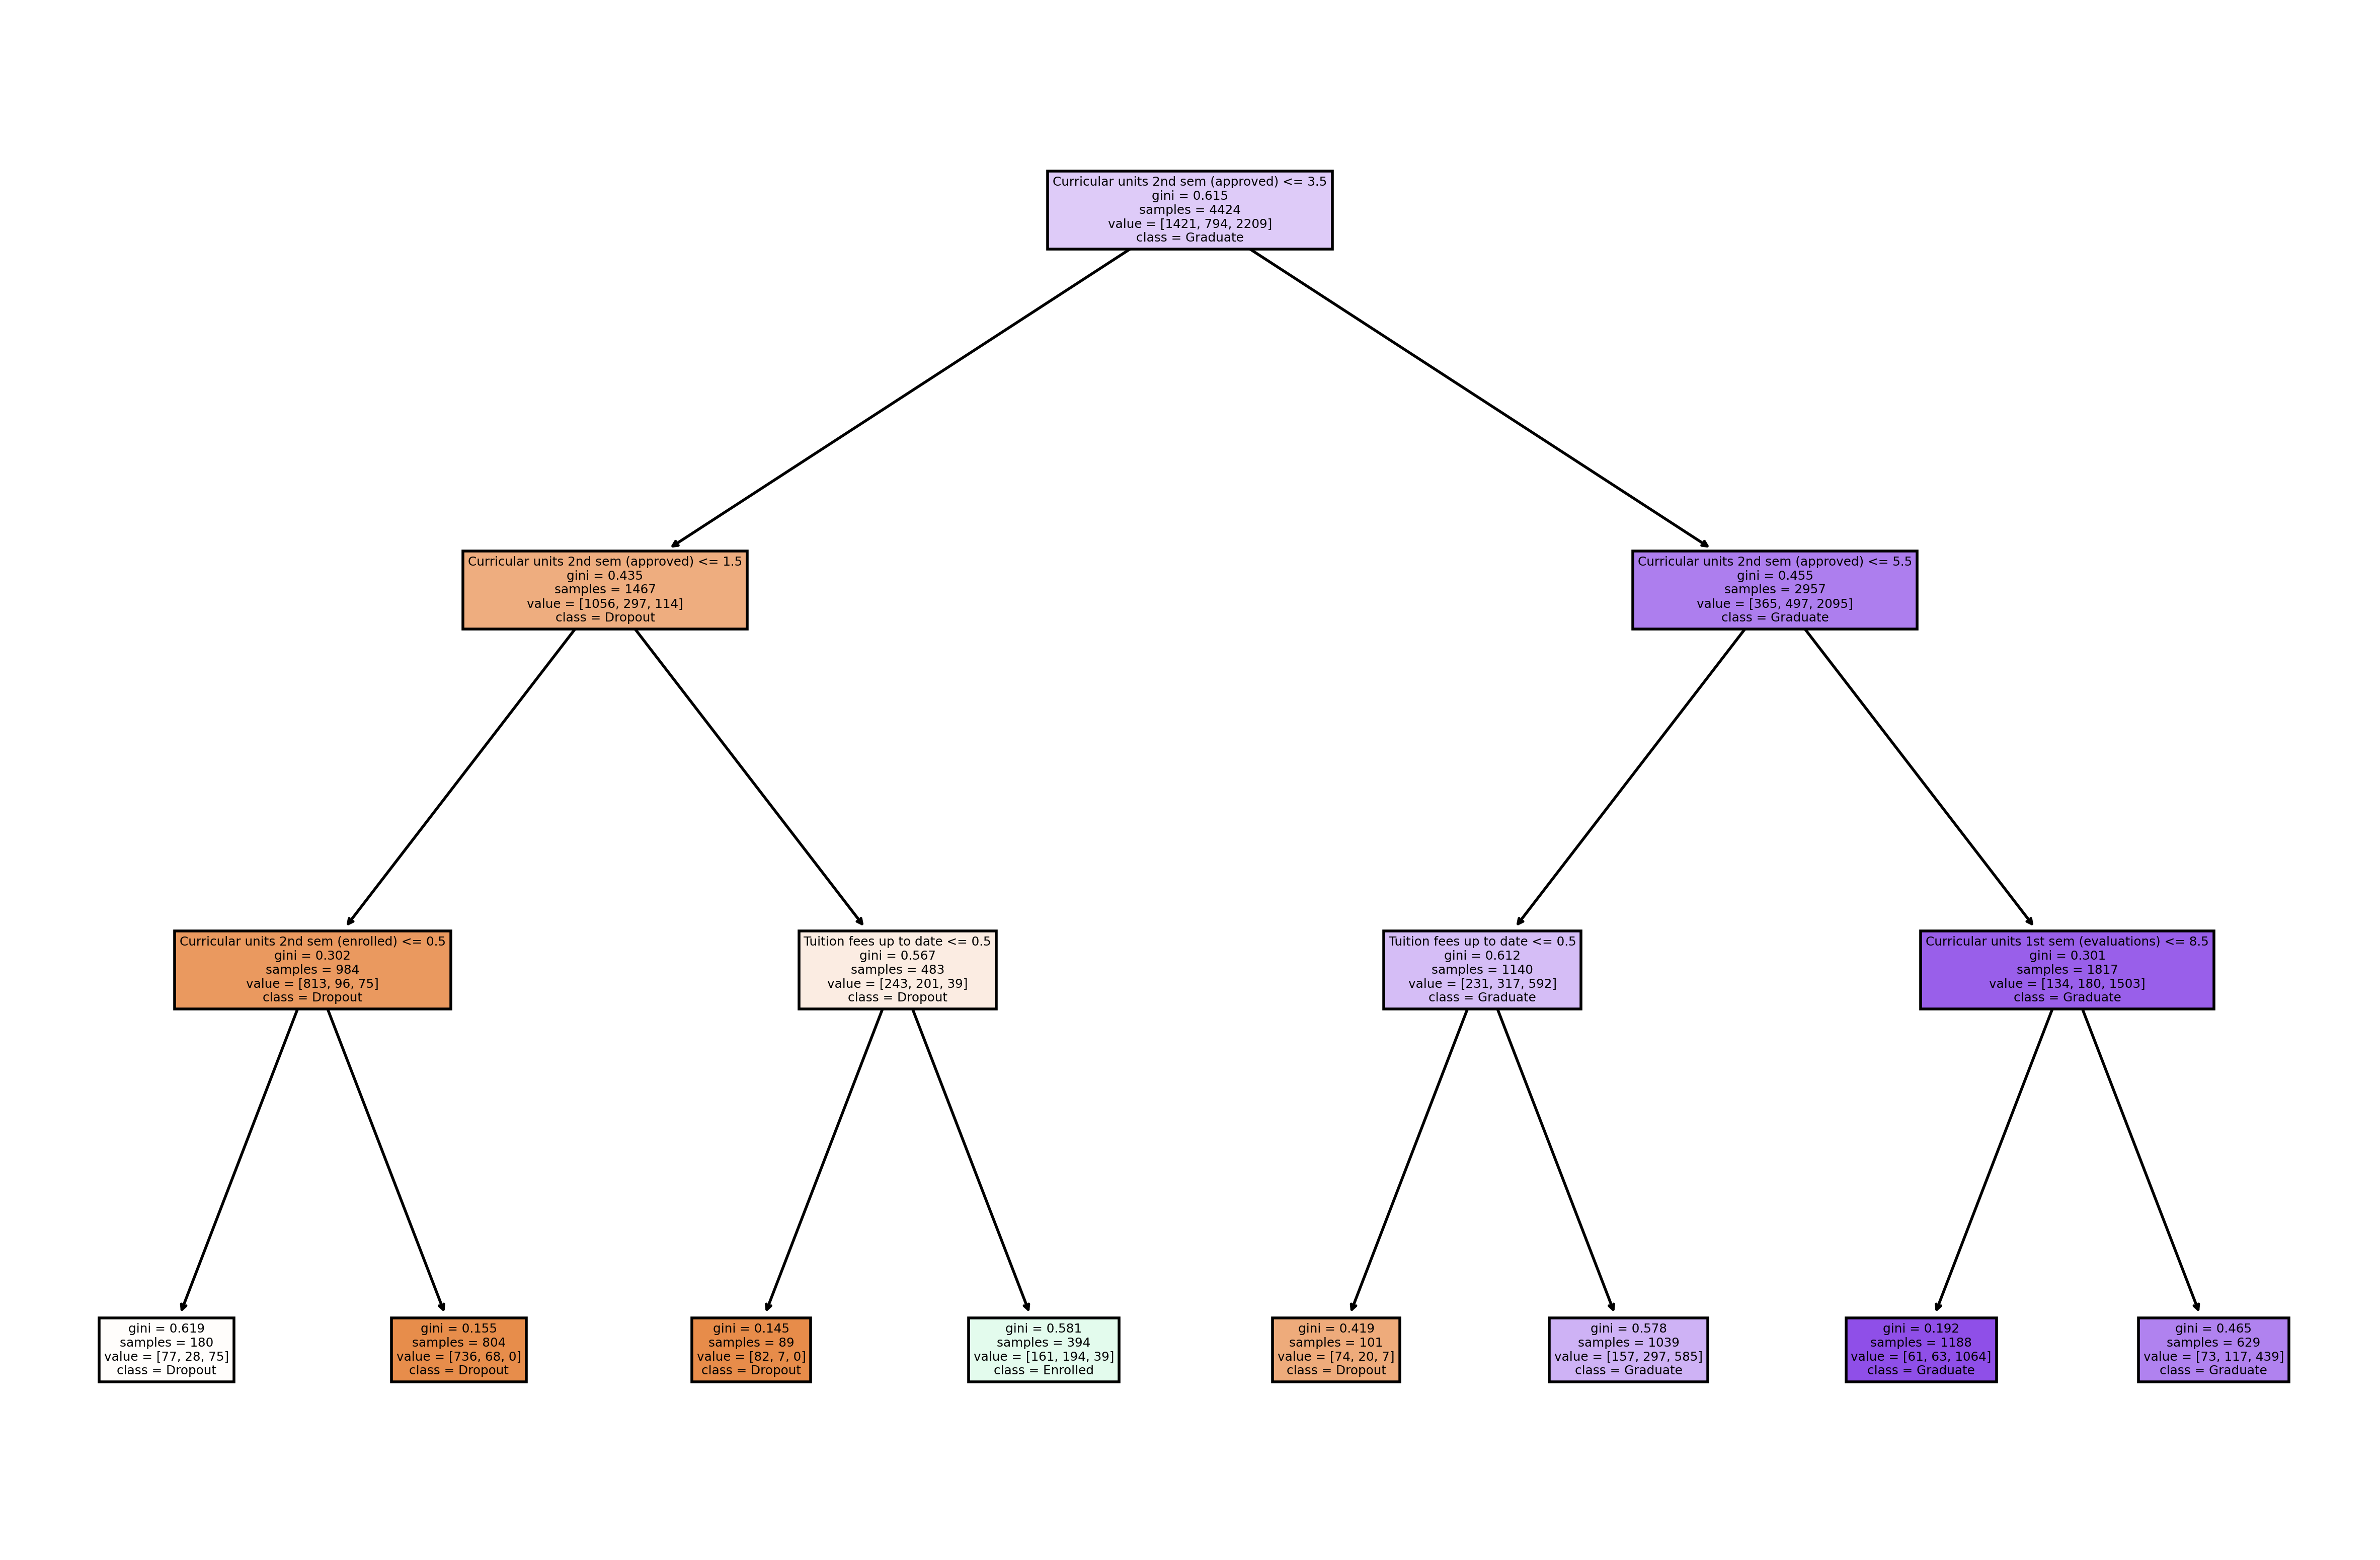 Curricular units 2nd sem (approved) <= 3.5
gini = 0.615
samples = 4424
value = [1421, 794, 2209]
class = Graduate
Curricular units 2nd sem (approved) <= 1.5
gini = 0.435
samples = 1467
value = [1056, 297, 114]
class = Dropout
Curricular units 2nd sem (approved) <= 5.5
gini = 0.455
samples = 2957
value = [365, 497, 2095]
class = Graduate
Curricular units 2nd sem (enrolled) <= 0.5
gini = 0.302
samples = 984
value = [813, 96, 75]
class = Dropout
Tuition fees up to date <= 0.5
gini = 0.567
samples = 483
value = [243, 201, 39]
class = Dropout
Tuition fees up to date <= 0.5
gini = 0.612
samples = 1140
value = [231, 317, 592]
class = Graduate
Curricular units 1st sem (evaluations) <= 8.5
gini = 0.301
samples = 1817
value = [134, 180, 1503]
class = Graduate
gini = 0.619
samples = 180
value = [77, 28, 75]
class = Dropout
gini = 0.155
samples = 804
value = [736, 68, 0]
class = Dropout
gini = 0.145
samples = 89
value = [82, 7, 0]
class = Dropout
gini = 0.581
samples = 394
value = [161, 194, 39]
class = Enrolled
gini = 0.419
samples = 101
value = [74, 20, 7]
class = Dropout
gini = 0.578
samples = 1039
value = [157, 297, 585]
class = Graduate
gini = 0.192
samples = 1188
value = [61, 63, 1064]
class = Graduate
gini = 0.465
samples = 629
value = [73, 117, 439]
class = Graduate